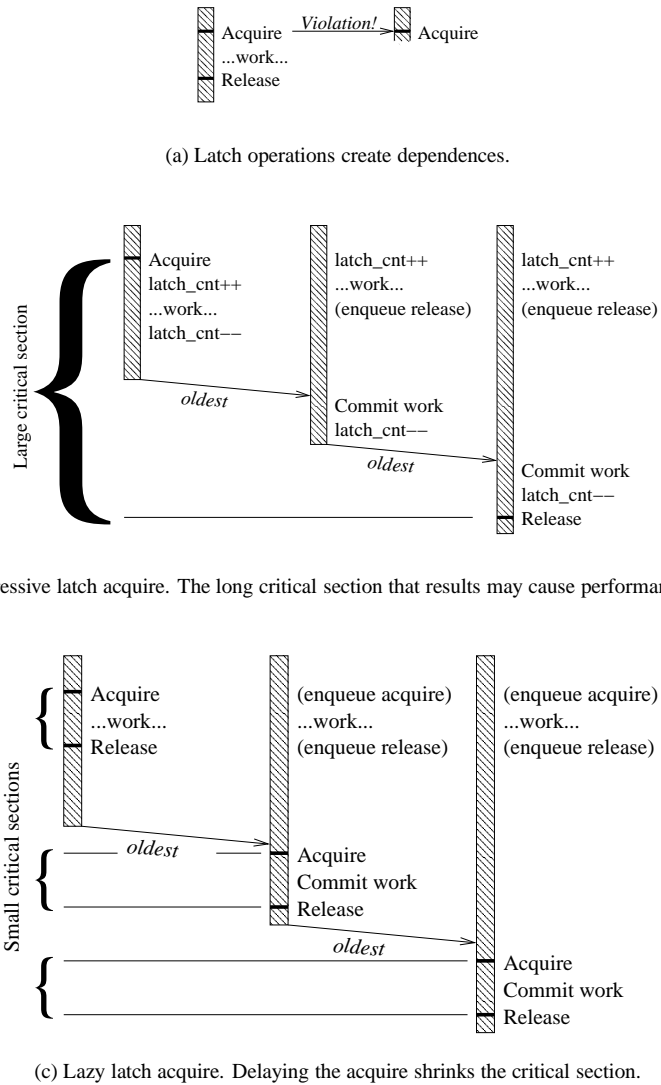 Acquire Violation! Acquire
...work...
Release
(a) Latch operations create dependences.
Large critical section
Acquire latch_cnt++ latch_cnt++
latch_cnt++ ...work... ...work...
...work... (enqueue release) (enqueue release)
latch_cnt−−
oldest
Commit work
latch_cnt−−
oldest
Commit work
latch_cnt−−
Release
essive latch acquire. The long critical section that results may cause performa
Small critical sections
Acquire (enqueue acquire) (enqueue acquire)
...work... ...work... ...work...
Release (enqueue release) (enqueue release)
oldest
Acquire
Commit work
Release
oldest
Acquire
Commit work
Release
(c) Lazy latch acquire. Delaying the acquire shrinks the critical section.